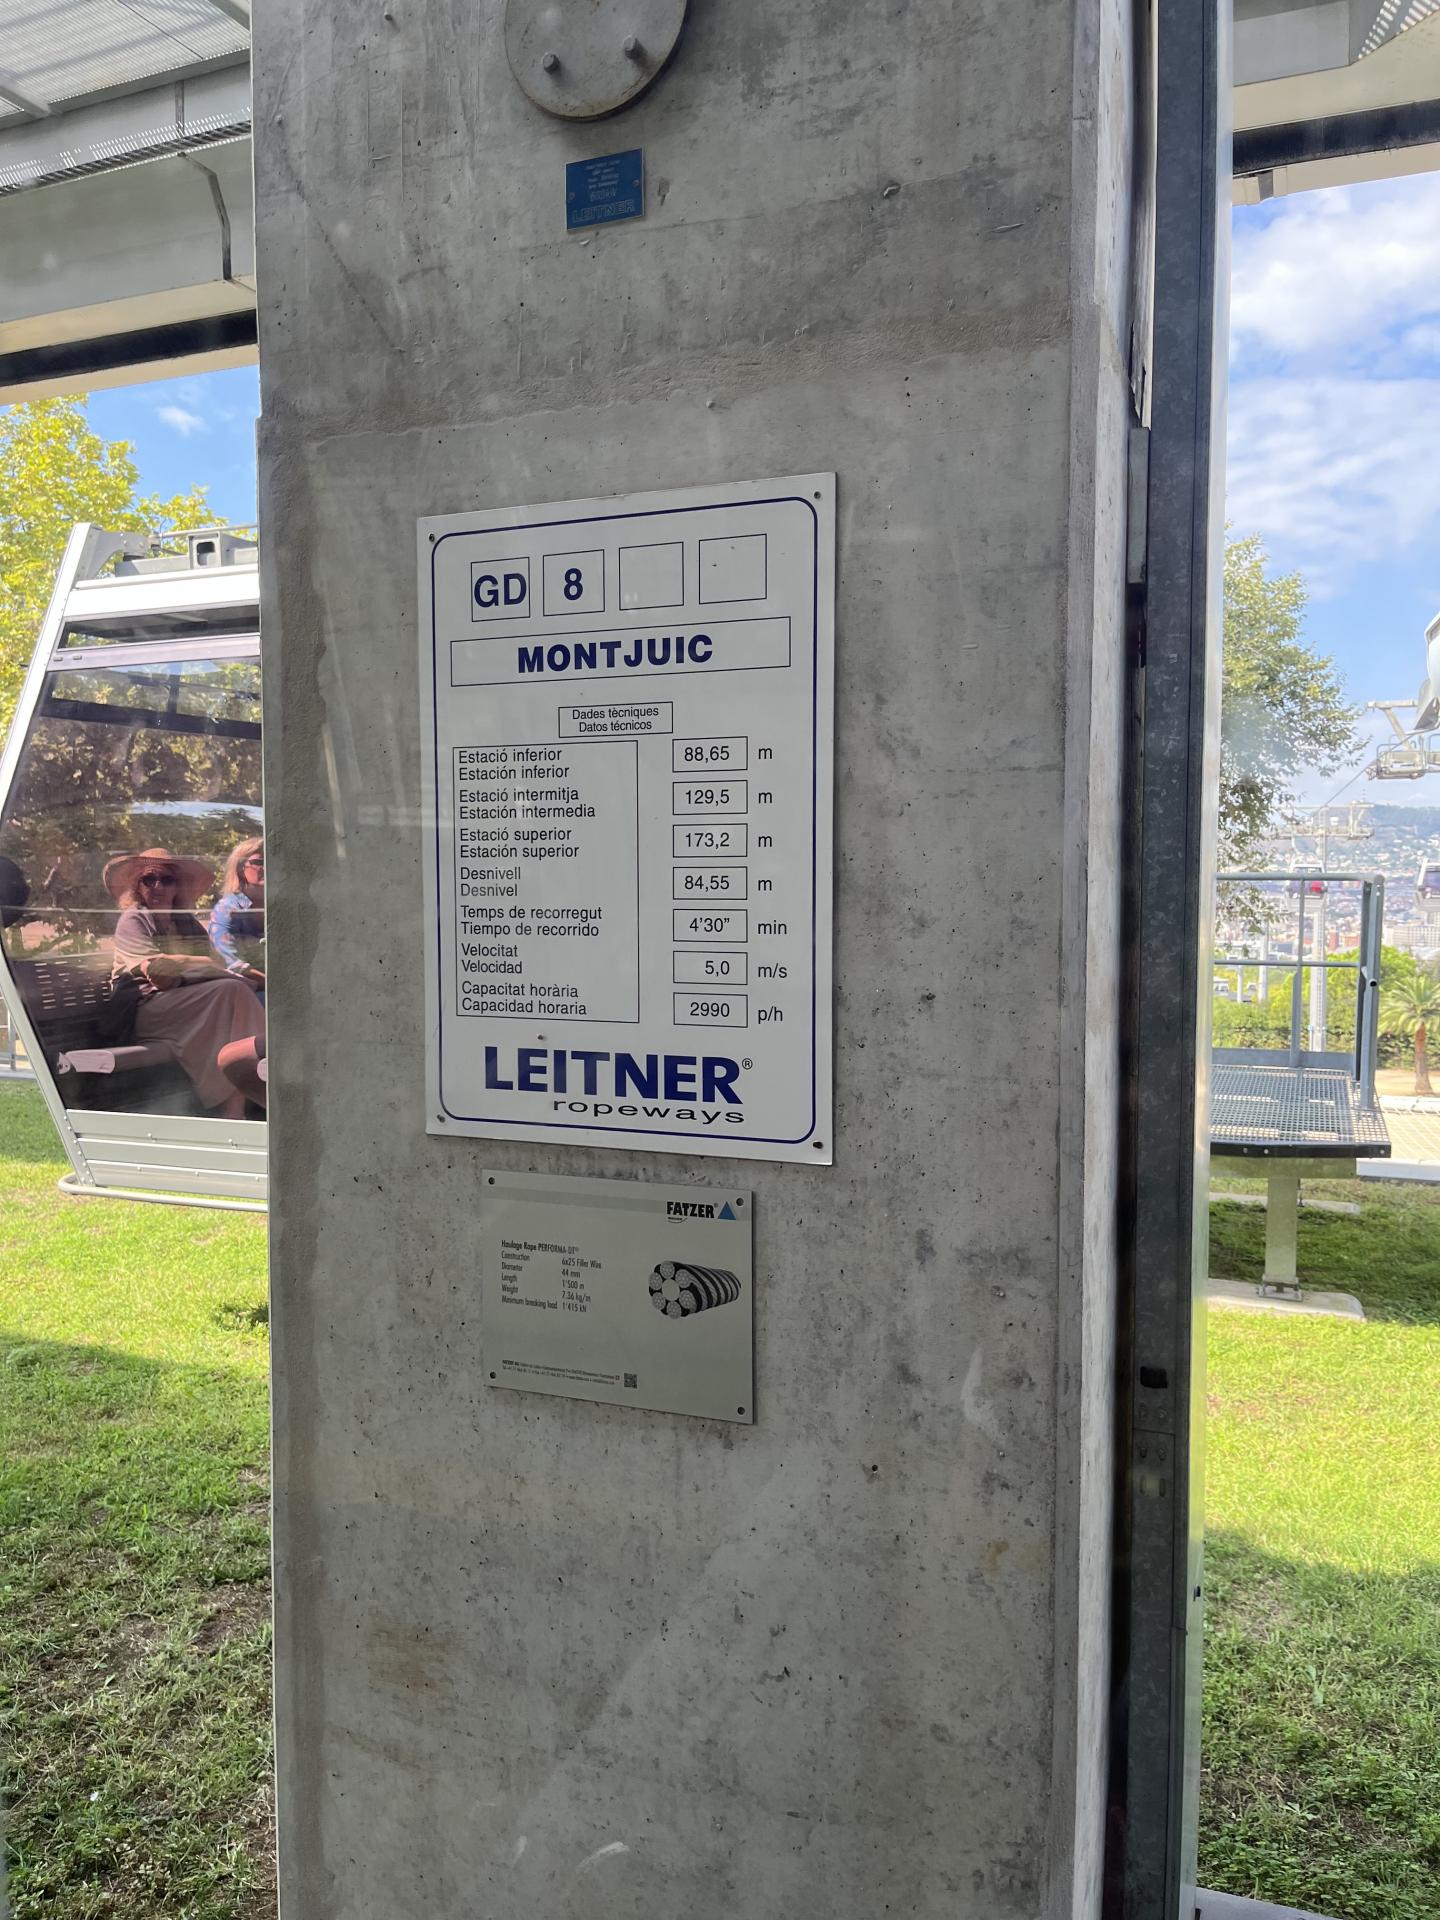 LEITNER
GD 8
MONTJUIC
Dades tècniques
Datos técnicos
Estació inferior
Estación inferior
88,65 m
Estació intermitja
Estación intermedia
129,5 m
Estació superior
Estación superior
173,2 m
Desnivell
Desnivel
84,55 m
Temps de recorregut
Tiempo de recorrido
4'30” min
Velocitat
Velocidad
5,0 m/s
Capacitat horària
Capacidad horaria
2990 p/h
LEITNER®
ropeways
FATZER
Haulage Rope PERFORMA-DT®
Construction 6x25 Filler Wire
Diameter 44 mm
Length 1'500 m
Weight 7.36 kg/m
Minimum breaking load 1'415 kN